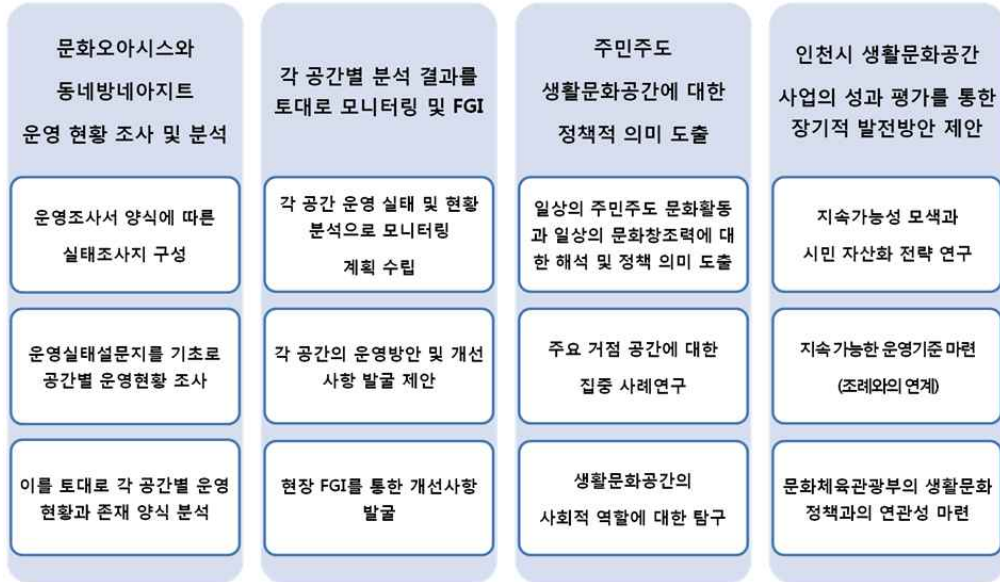 문화오아시스와
동네방네아지트
운영 현황 조사 및 분석
운영조사서 양식에 따른
실태조사지 구성
운영실태설문지를 기초로
공간별 운영현황 조사
이를 토대로 각 공간별 운영
현황과 존재 양식 분석
각 공간별 분석 결과를
토대로 모니터링 및 FGI
각 공간 운영 실태 및 현황
분석으로 모니터링
계획 수립
각 공간의 운영방안 및 개선
사항 발굴 제안
현장 FGI를 통한 개선사항
발굴
주민주도
생활문화공간에 대한
정책적 의미 도출
일상의 주민주도 문화활동
과 일상의 문화창조력에 대
한 해석 및 정책 의미 도출
주요 거점 공간에 대한
집중 사례연구
생활문화공간의
사회적 역할에 대한 탐구
인천시 생활문화공간
사업의 성과 평가를 통한
장기적 발전방안 제안
지속가능성 모색과
시민 자산화 전략 연구
지속 가능한 운영기준 마련
(조례와의 연계)
문화체육관광부의 생활문화
정책과의 연관성 마련